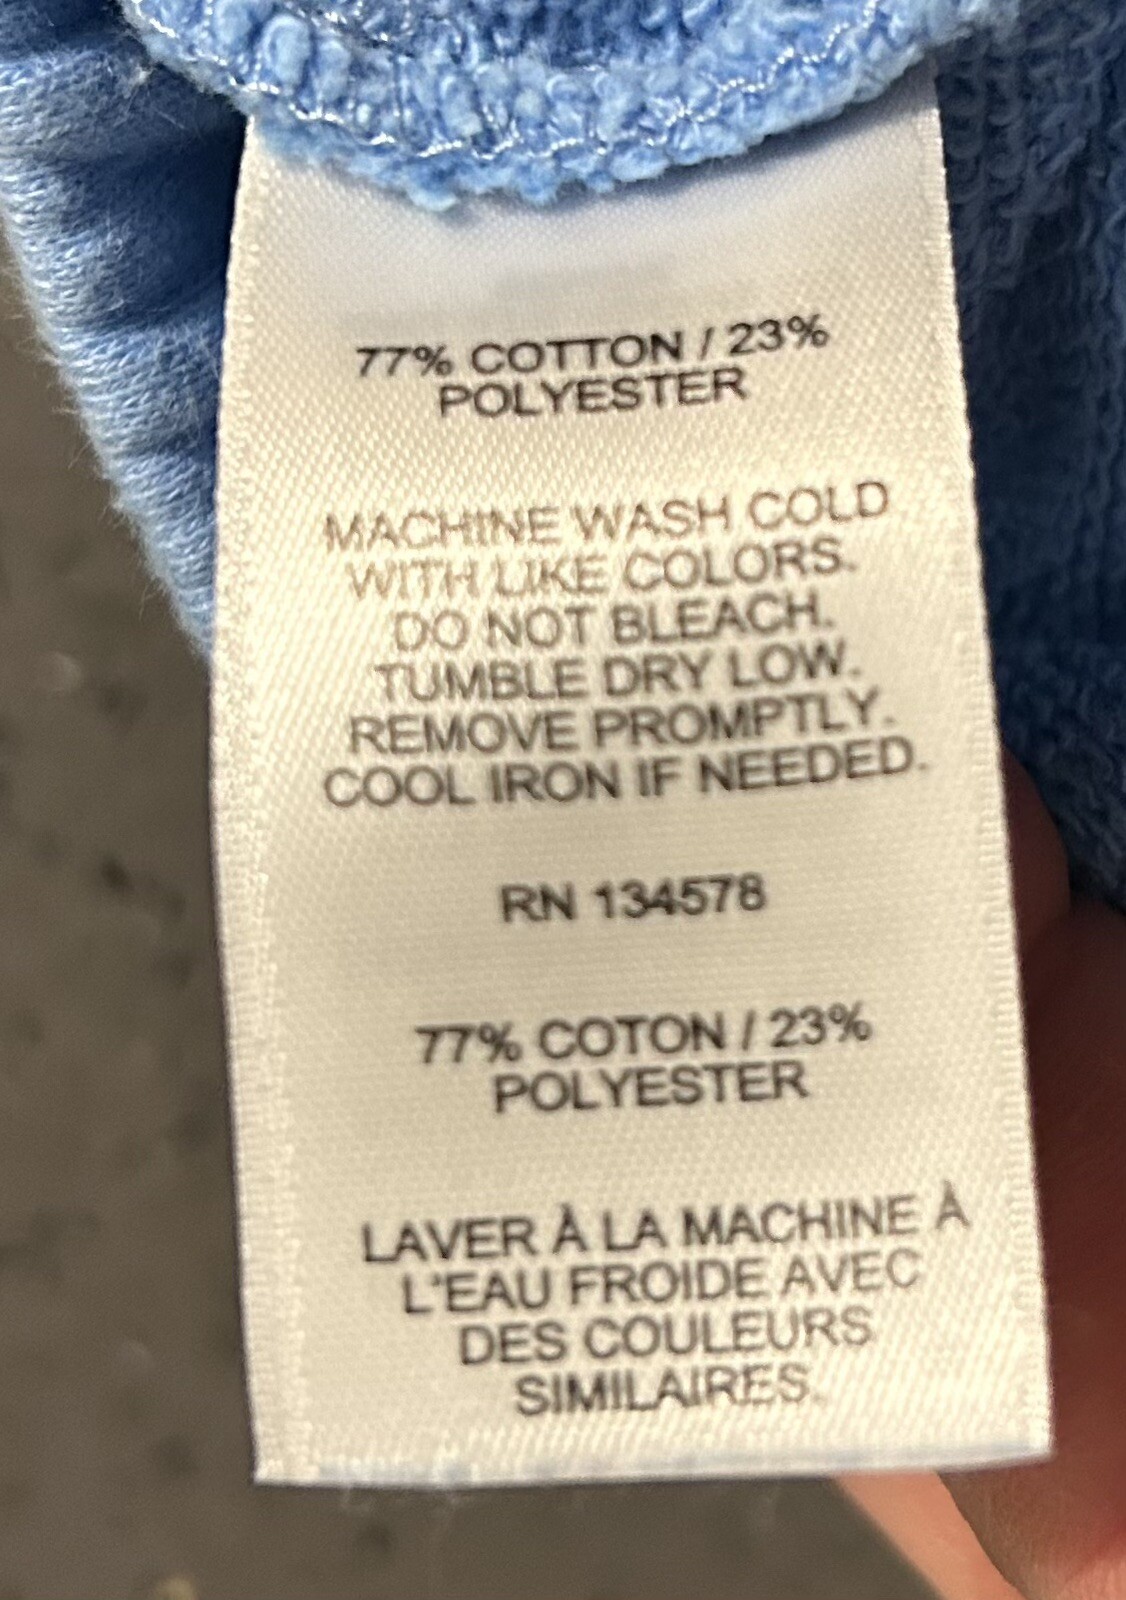 77% COTTON / 23%
POLYESTER
MACHINE WASH COLD
WITH LIKE COLORS.
DO NOT BLEACH.
TUMBLE DRY LOW.
REMOVE PROMPTLY.
COOL IRON IF NEEDED.
RN 134578
77% COTON / 23%
POLYESTER
LAVER À LA MACHINE À
L'EAU FROIDE AVEC
DES COULEURS
SIMILAIRES.